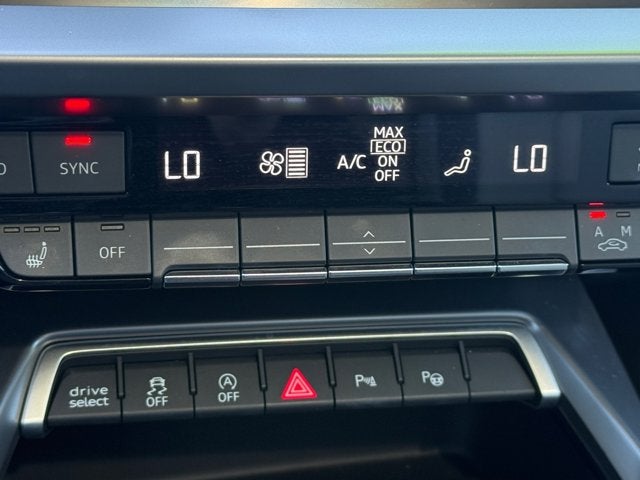 SYNC
LO
A/C
MAX
ECO
ON
OFF
LO
OFF
A M
drive
select
OFF
A
OFF
P
P